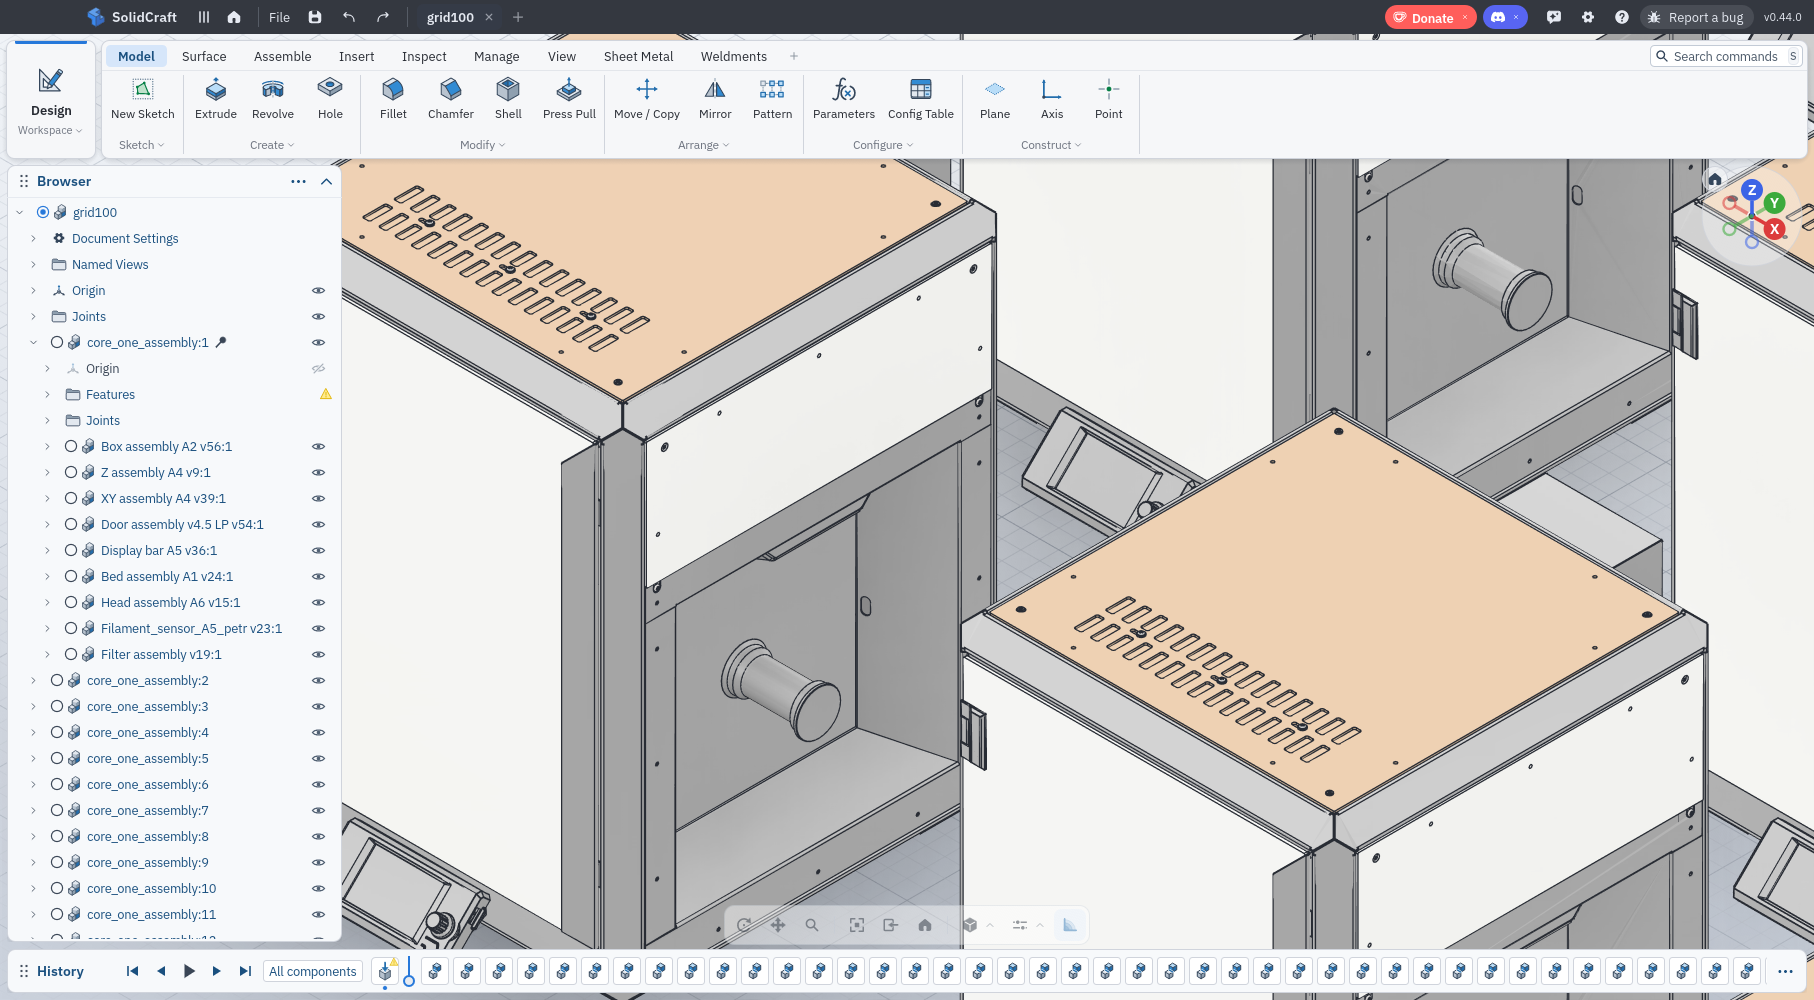 SolidCraft
File
grid100
Donate
Report a bug
v0.44.0
Design
Workspace
Model
Surface
Assemble
Insert
Inspect
Manage
View
Sheet Metal
Weldments
Search commands
S
New Sketch
Extrude
Revolve
Hole
Fillet
Chamfer
Shell
Press Pull
Move / Copy
Mirror
Pattern
Parameters
Config Table
Plane
Axis
Point
Sketch
Create
Modify
Arrange
Configure
Construct
Browser
grid100
Document Settings
Named Views
Origin
Joints
core_one_assembly:1
Origin
Features
Joints
Box assembly A2 v56:1
Z assembly A4 v9:1
XY assembly A4 v39:1
Door assembly v4.5 LP v54:1
Display bar A5 v36:1
Bed assembly A1 v24:1
Head assembly A6 v15:1
Filament_sensor_A5_petr v23:1
Filter assembly v19:1
core_one_assembly:2
core_one_assembly:3
core_one_assembly:4
core_one_assembly:5
core_one_assembly:6
core_one_assembly:7
core_one_assembly:8
core_one_assembly:9
core_one_assembly:10
core_one_assembly:11
Z
Y
X
History
All components